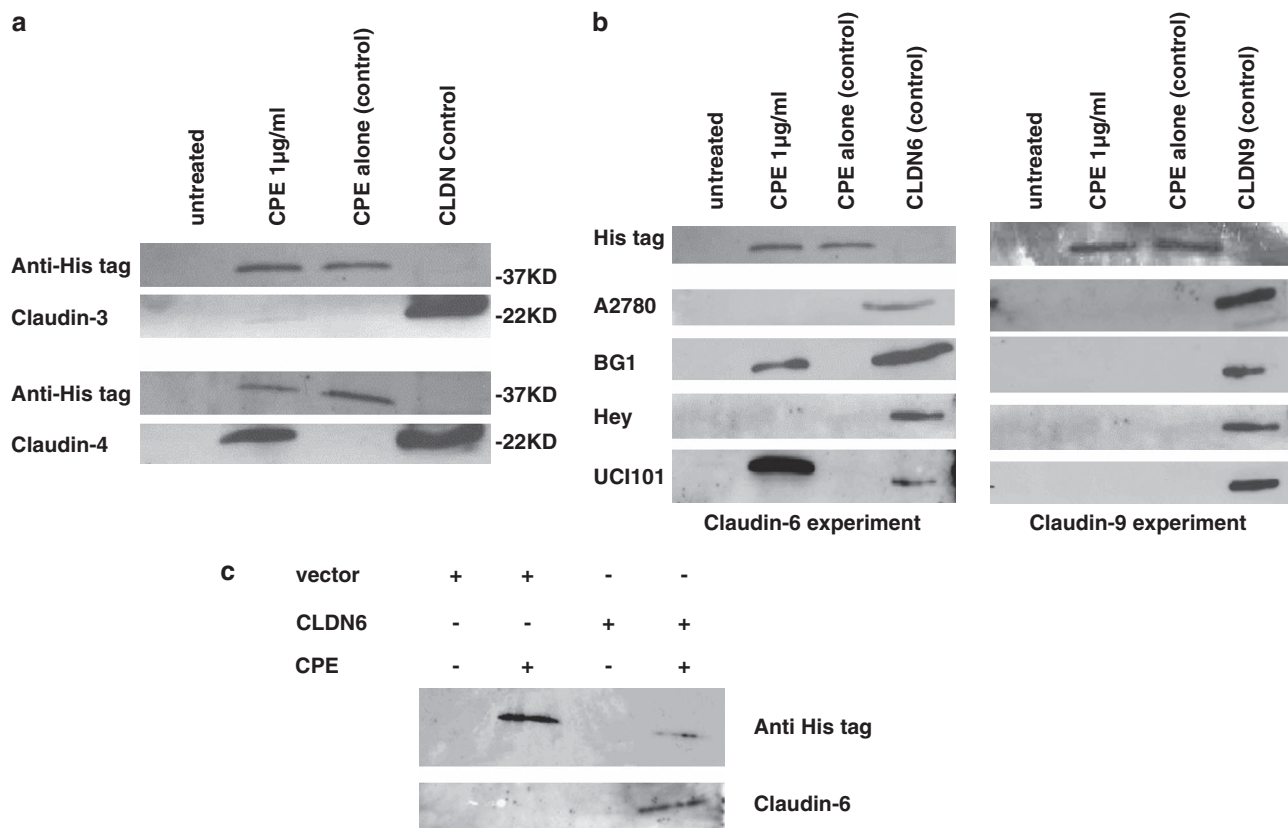 a
untreated
CPE 1µg/ml
CPE alone (control)
CLDN Control
Anti-His tag
-37KD
Claudin-3
-22KD
Anti-His tag
-37KD
Claudin-4
-22KD
b
untreated
CPE 1µg/ml
CPE alone (control)
CLDN6 (control)
untreated
CPE 1µg/ml
CPE alone (control)
CLDN9 (control)
His tag
A2780
BG1
Hey
UCI101
Claudin-6 experiment
Claudin-9 experiment
c
vector + + - -
CLDN6 - - + +
CPE - + - +
Anti His tag
Claudin-6